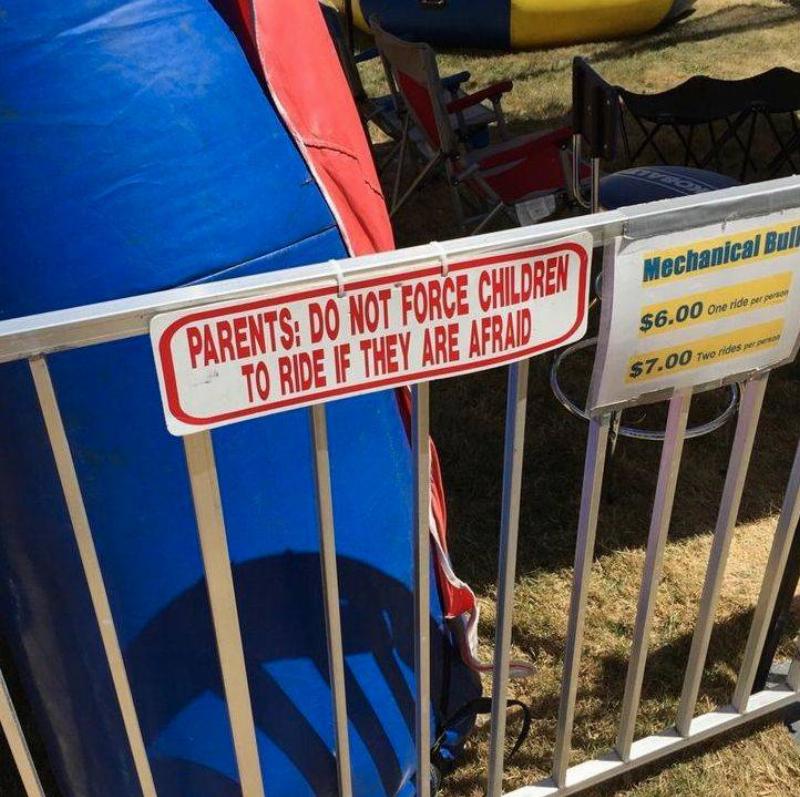 PARENTS: DO NOT FORCE CHILDREN
TO RIDE IF THEY ARE AFRAID
Mechanical Bull
$6.00 One ride per person
$7.00 Two rides per person